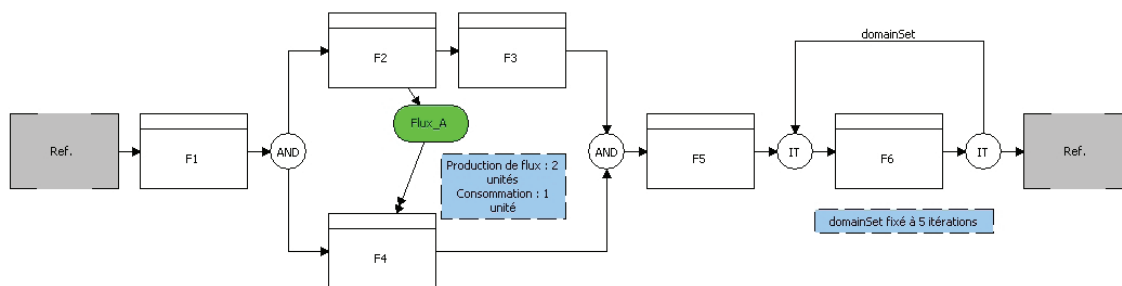 domainSet
F2
F3
Flux_A
Ref.
F1
AND
Production de flux : 2
unités
Consommation : 1
unité
AND
F5
IT
F6
IT
Ref.
F4
domainSet fixé à 5 itérations